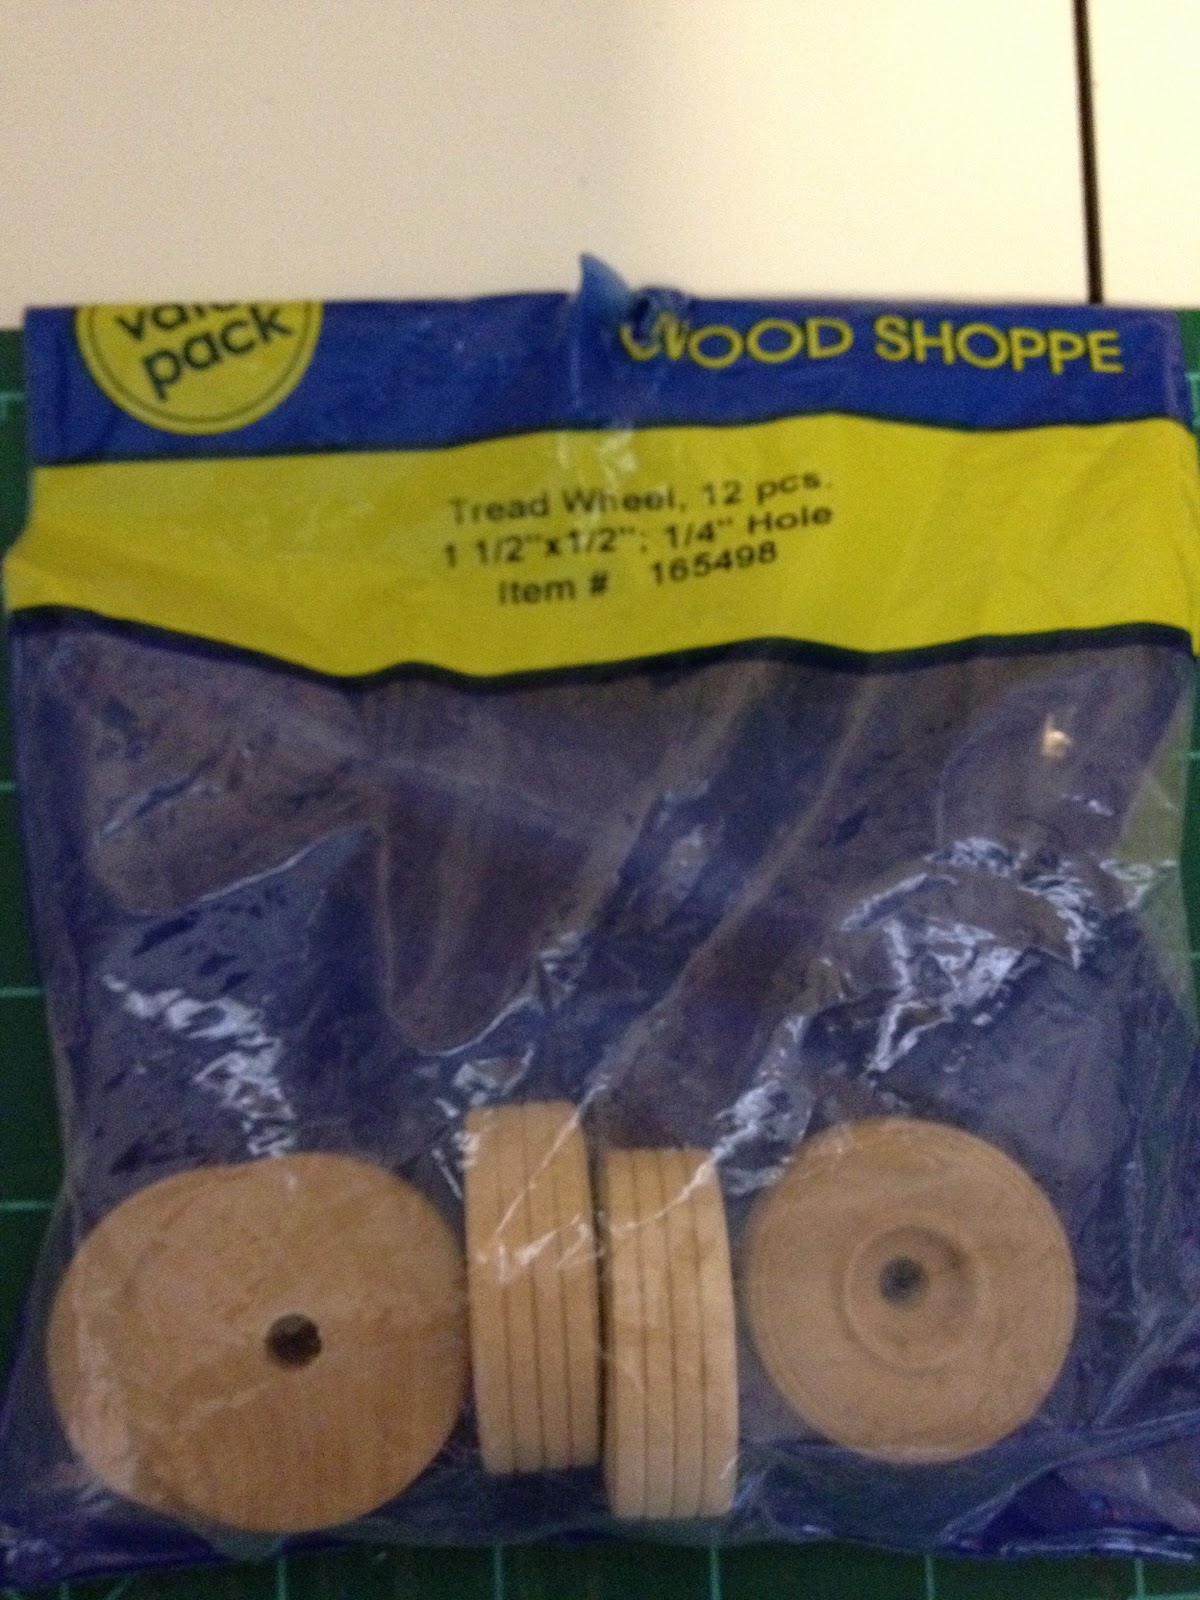 value
pack
WOOD SHOPPE
Tread Wheel, 12 pcs.
1 1/2"x1/2"; 1/4" Hole
Item # 165498